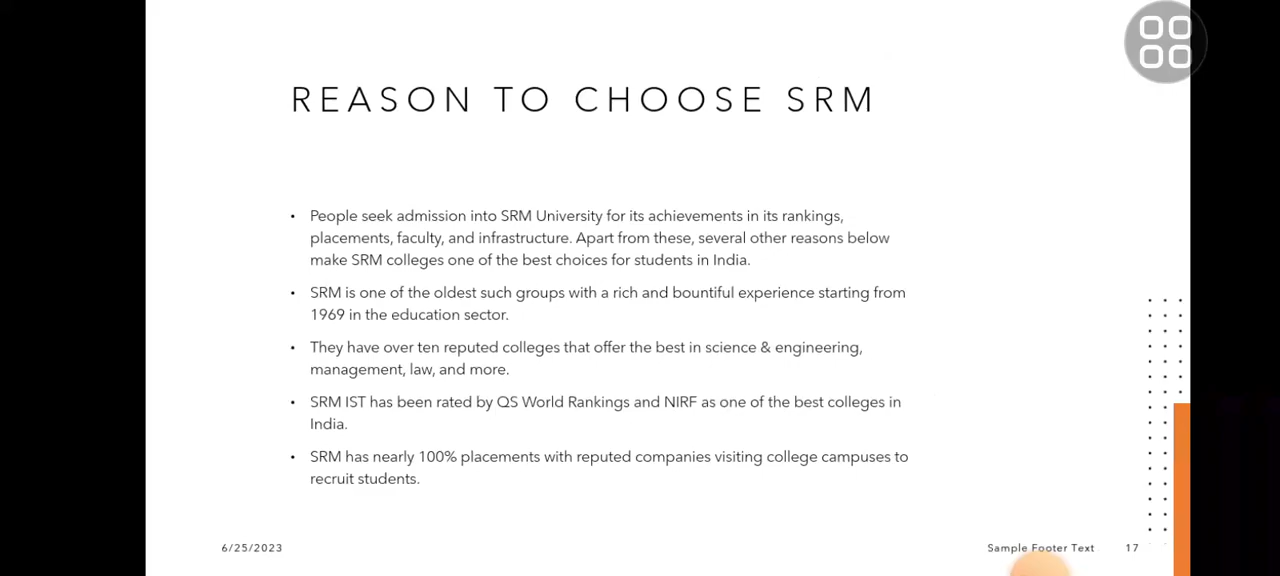 REASON TO CHOOSE SRM
• People seek admission into SRM University for its achievements in its rankings,
placements, faculty, and infrastructure. Apart from these, several other reasons below
make SRM colleges one of the best choices for students in India.
• SRM is one of the oldest such groups with a rich and bountiful experience starting from
1969 in the education sector.
• They have over ten reputed colleges that offer the best in science & engineering,
management, law, and more.
• SRM IST has been rated by QS World Rankings and NIRF as one of the best colleges in
India.
• SRM has nearly 100% placements with reputed companies visiting college campuses to
recruit students.
6/25/2023 Sample Footer Text 17